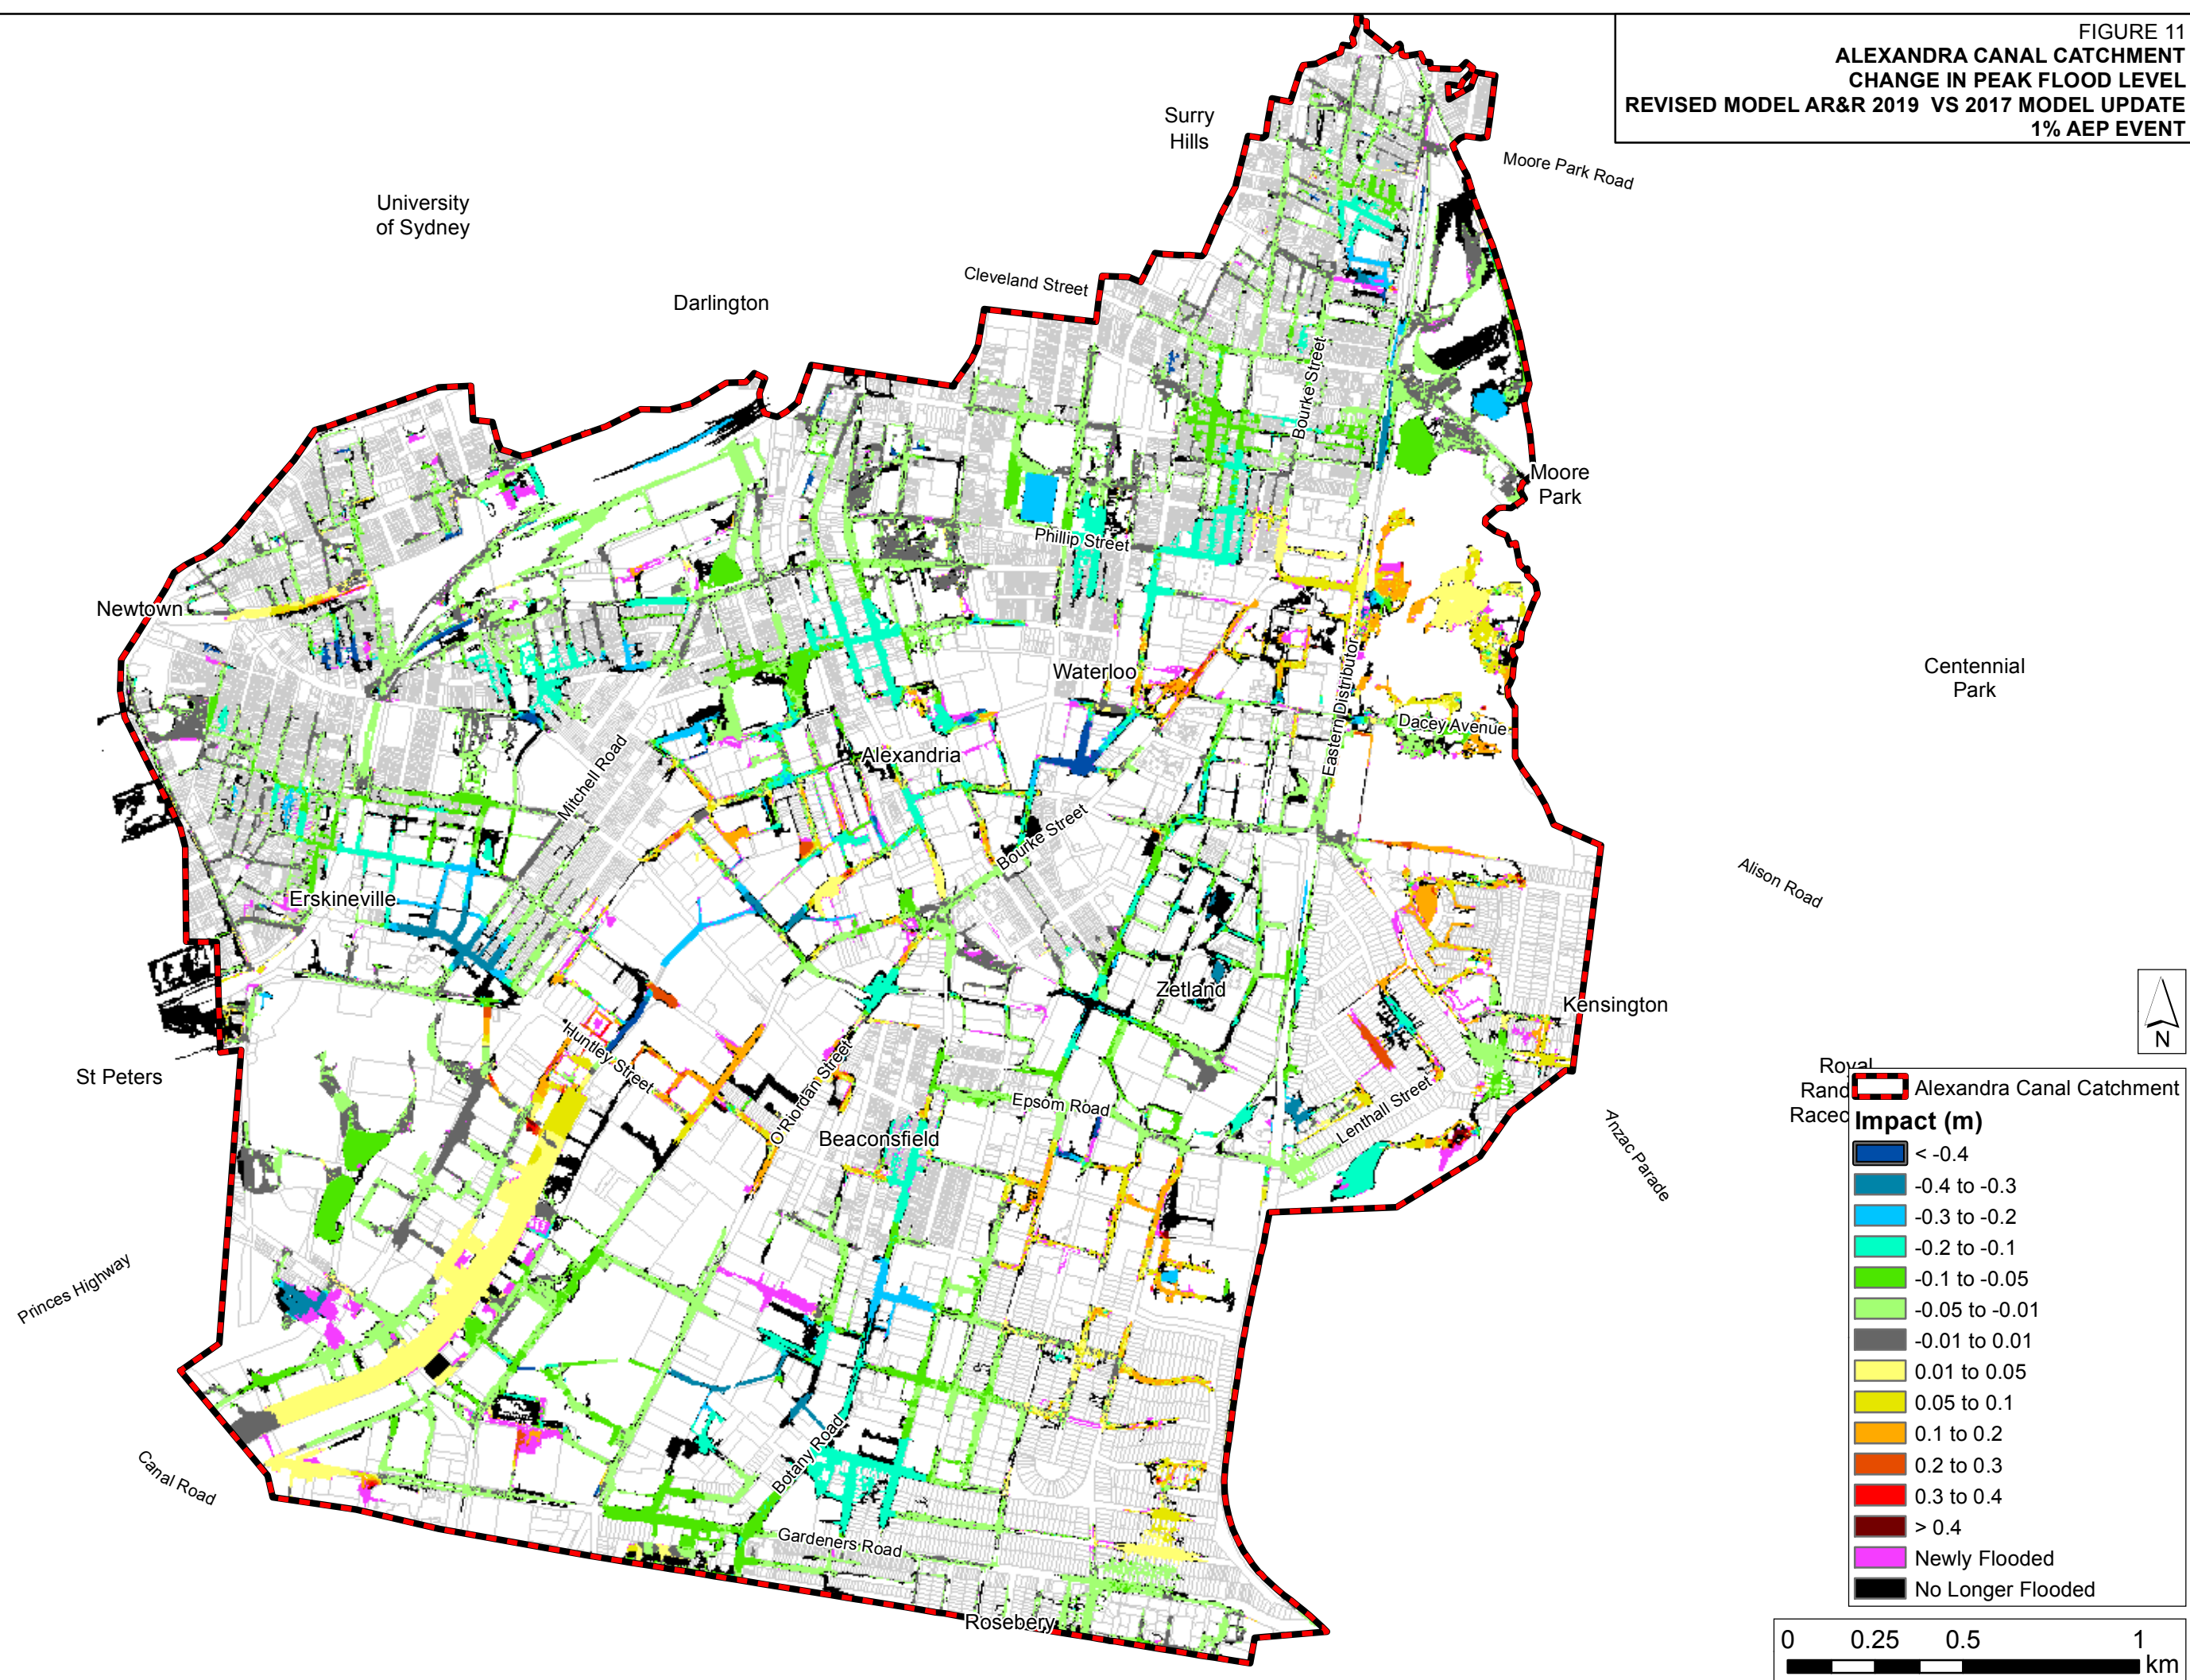 FIGURE 11
ALEXANDRA CANAL CATCHMENT
CHANGE IN PEAK FLOOD LEVEL
REVISED MODEL AR&R 2019 VS 2017 MODEL UPDATE
1% AEP EVENT
Surry
Hills
Moore Park Road
University
of Sydney
Cleveland Street
Darlington
Bourke Street
Moore
Park
Phillip Street
Newtown
Waterloo
Centennial
Park
Eastern Distributor
Dacey Avenue
Alexandria
Mitchell Road
Bourke Street
Alison Road
Erskineville
Zetland
Kensington
Huntley Street
St Peters
O'Riordan Street
Epsom Road
Lenthall Street
Beaconsfield
Anzac Parade
Royal
Rand
Raced
Princes Highway
Botany Road
Canal Road
Gardeners Road
Rosebery
N
Alexandra Canal Catchment
Impact (m)
< -0.4
-0.4 to -0.3
-0.3 to -0.2
-0.2 to -0.1
-0.1 to -0.05
-0.05 to -0.01
-0.01 to 0.01
0.01 to 0.05
0.05 to 0.1
0.1 to 0.2
0.2 to 0.3
0.3 to 0.4
> 0.4
Newly Flooded
No Longer Flooded
0 0.25 0.5 1
km